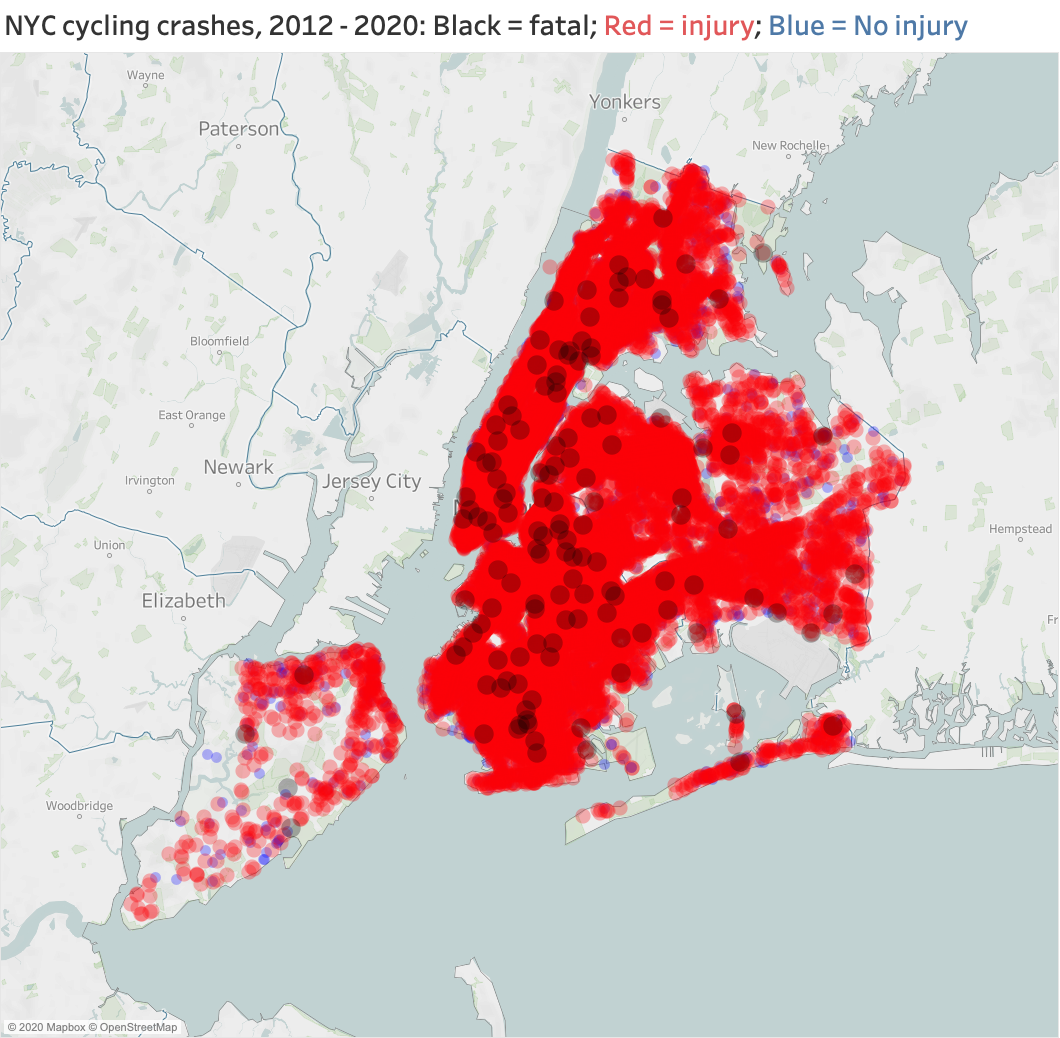 NYC cycling crashes, 2012 - 2020: Black = fatal; Red = injury; Blue = No injury
Wayne
Yonkers
Paterson
New Rochelle
Bloomfield
East Orange
Newark
Jersey City
Irvington
Hempstead
Union
Elizabeth
Fr
Woodbridge
© 2020 Mapbox © OpenStreetMap